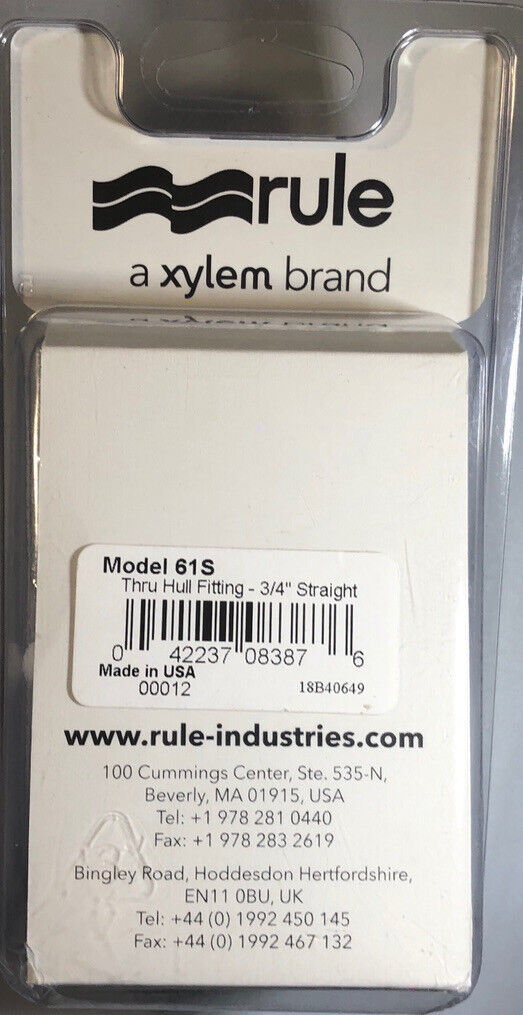 rule
a xylem brand
a xylem brand
Model 61S
Thru Hull Fitting - 3/4" Straight
0 42237 08387 6
Made in USA
00012 18B40649
www.rule-industries.com
100 Cummings Center, Ste. 535-N,
Beverly, MA 01915, USA
Tel: +1 978 281 0440
Fax: +1 978 283 2619
Bingley Road, Hoddesdon Hertfordshire,
EN11 0BU, UK
Tel: +44 (0) 1992 450 145
Fax: +44 (0) 1992 467 132